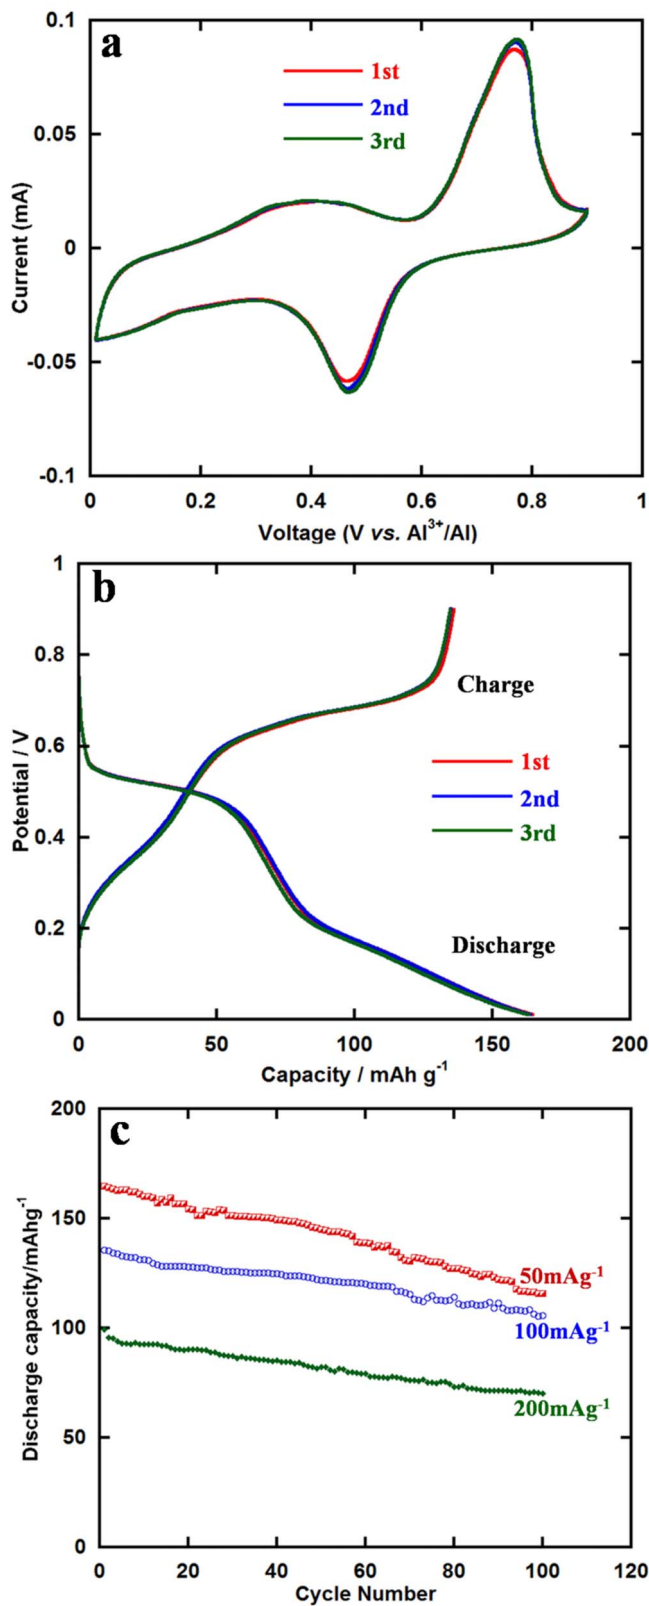 a
0.1
0.05
0
-0.05
-0.1
Current (mA)
1st
2nd
3rd
0 0.2 0.4 0.6 0.8 1
Voltage (V vs. Al³⁺/Al)
b
1
0.8
0.6
0.4
0.2
0
Potential / V
Charge
1st
2nd
3rd
Discharge
0 50 100 150 200
Capacity / mAh g⁻¹
c
200
150
100
50
0
Discharge capacity/mAhg⁻¹
50mAg⁻¹
100mAg⁻¹
200mAg⁻¹
0 20 40 60 80 100 120
Cycle Number